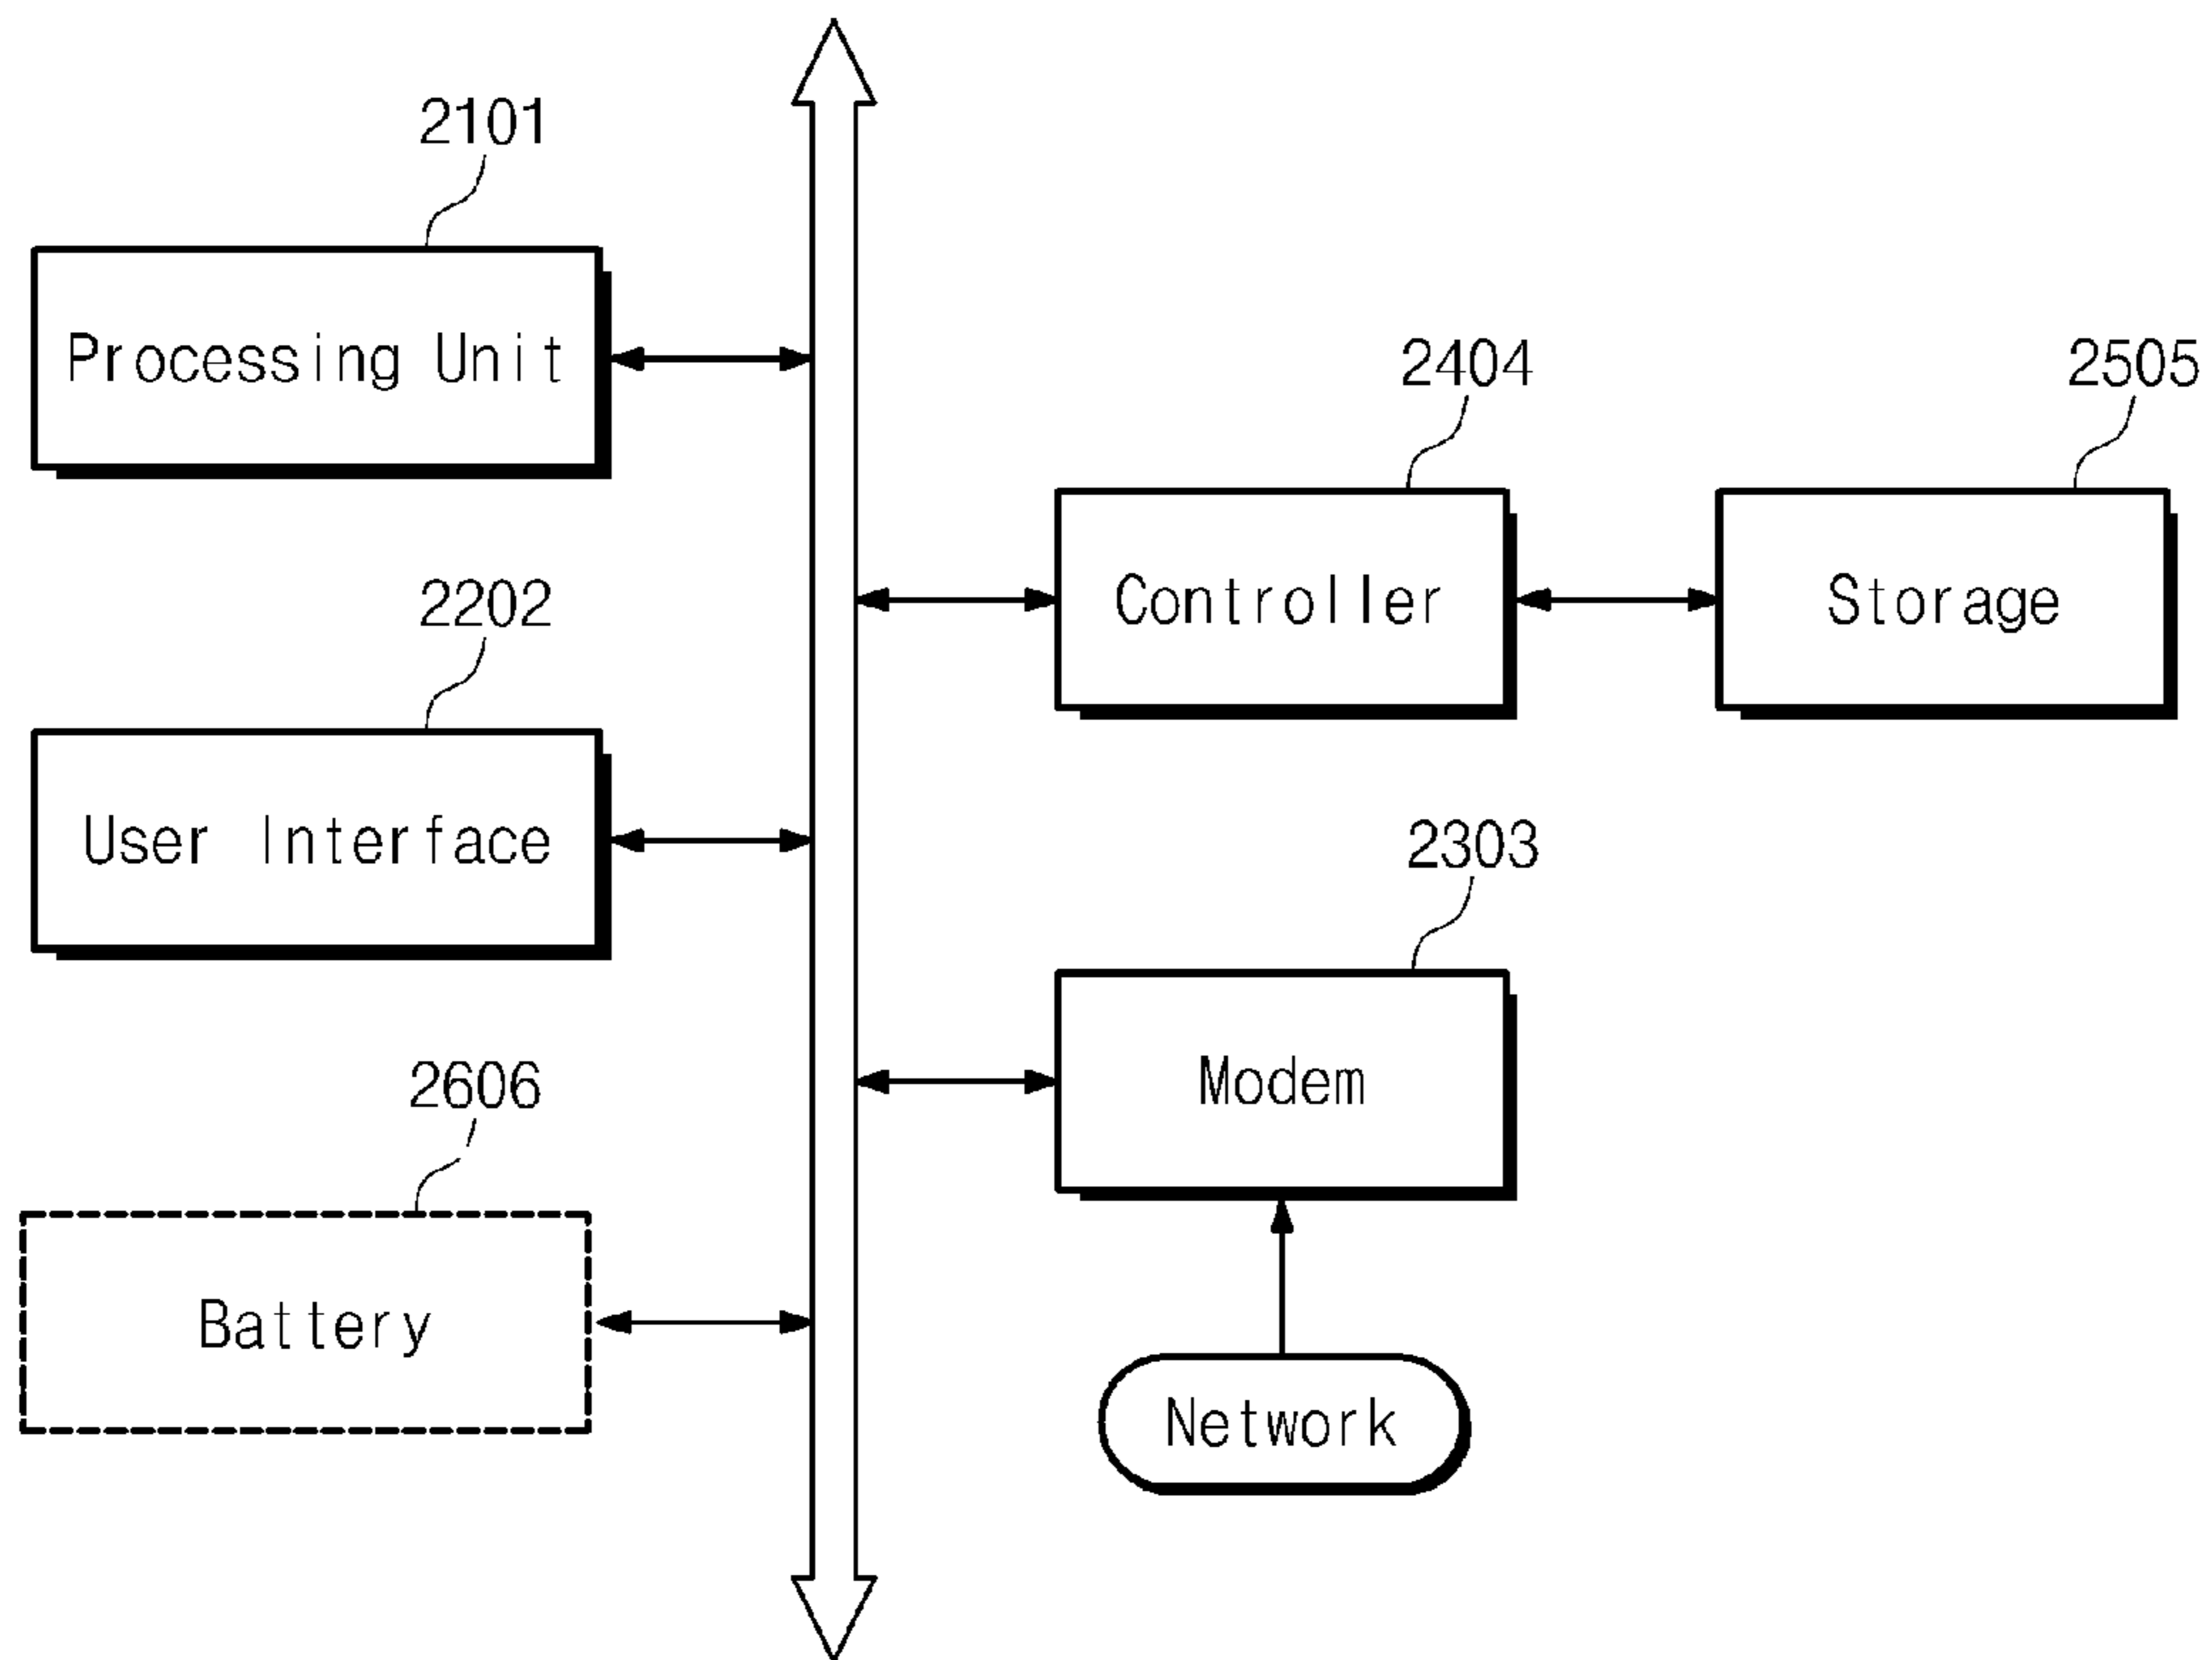 2101
Processing Unit
2404
2505
Controller
Storage
2202
User Interface
2303
Modem
2606
Battery
Network